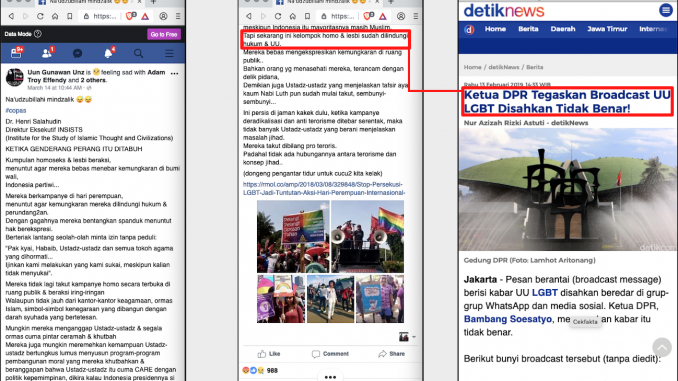 Na'udzubillahi mindzalik
https:
Data Mode
Go to Free
9+
1
4
Uun Gunawan Unz is feeling sad with Adam
Troy Effendy and 2 others.
March 14 at 10:44 AM
Na'udzubillahi mindzalik
#copas
Dr. Henri Salahudin
Direktur Eksekutif INSISTS
(Institute for the Study of Islamic Thought and Civilizations)
KETIKA GENDERANG PERANG ITU DITABUH
Kumpulan homoseks & lesbi beraksi,
menuntut agar mereka bebas menebar kemungkaran di bumi
wali,
Indonesia pertiwi...
Mereka berkampanye di hari perempuan,
menuntut agar kemungkaran mereka dilindungi hukum &
perundang2an.
Dengan gagahnya mereka bentangkan spanduk menuntut
hak berekspresi.
Berteriak lantang seolah-olah minta izin tanpa peduli:
"Pak kyai, Habaib, Ustadz-ustadz dan semua tokoh agama
yang dihormati...
Ijinkan kami melakukan yang kami sukai, meskipun kalian
tidak menyukai".
Mereka tidak lagi takut kampanye homo secara terbuka di
ruang publik & beraksi iring-iringan
Walaupun tidak jauh dari kantor-kantor keagamaan, ormas
Islam, simbol-simbol kenegaraan yang dibangun dengan
darah syuhada yang bertetesan.
Mungkin mereka menganggap Ustadz-ustadz & segala
ormas cuma pintar ceramah & khutbah
Mereka juga mungkin meremehkan kemampuan Ustadz-
ustadz bertungkus lumus menyusun program-program
pembangunan moral yang mereka khutbahkan &
beranggapan bahwa Ustadz-ustadz itu cuma CARE dengan
politik kepemimpinan, dikira kalau Indonesia presidennya si
Na'udzubillahi mindzalik
https:
meskipun Indonesia itu mayoritasnya masih Muslim.
Tapi sekarang ini kelompok homo & lesbi sudah dilindungi
hukum & UU.
Mereka bebas mengekspresikan kemungkaran di ruang
publik..
Bahkan orang yg menasehati mereka, terancam dengan
delik pidana,
Demikian juga Ustadz-ustadz yang menjelaskan tafsir ayat
kaum Nabi Luth pun sudah mulai takut, sembunyi-
sembunyi...
Ini persis di jaman kakek dulu, ketika kampanye
deradikalisasi dan anti terorisme ditebar serentak, maka
tidak banyak Ustadz-ustadz yang berani menjelaskan
masalah jihad.
Mereka takut dibilang pro teroris.
Padahal tidak ada hubungannya antara terorisme dan
konsep jihad..
(dongeng pengantar tidur untuk cucu2 kita kelak)
https://rmol.co/amp/2018/03/08/329848/Stop-Persekusi-
LGBT-Jadi-Tuntutan-Aksi-Hari-Perempuan-Internasional-
988
Like
Comment
Share
detiknews
Home
Berita
Daerah
Jawa Timur
Internas
Home / detikNews / Berita
Rabu 13 Februari 2019, 14:33 WIB
Ketua DPR Tegaskan Broadcast UU
LGBT Disahkan Tidak Benar!
Nur Azizah Rizki Astuti - detikNews
detikcom
Gedung DPR (Foto: Lamhot Aritonang)
Jakarta - Pesan berantai (broadcast message)
berisi kabar UU LGBT disahkan beredar di grup-
grup WhatsApp dan media sosial. Ketua DPR,
Bambang Soesatyo, kabar itu
Cekfakta
tidak benar.
Berikut bunyi broadcast tersebut (tanpa diedit):